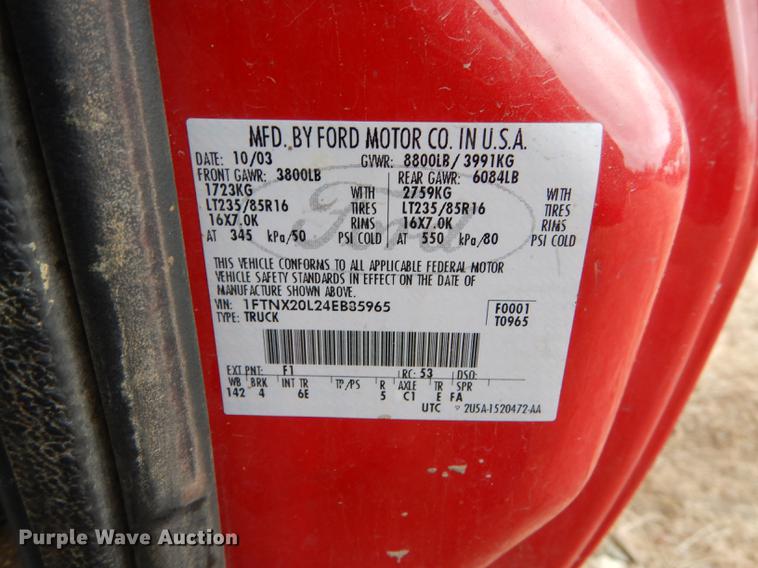 MFD. BY FORD MOTOR CO. IN U.S.A.
DATE: 10/03 GVWR: 8800LB/ 3991KG
FRONT GAWR: 3800LB REAR GAWR: 6084LB
1723KG WITH 2759KG WITH
LT235/85R16 TIRES LT235/85R16 TIRES
16X7.0K RIMS 16X7.0K RIMS
AT 345 kPa/50 PSI COLD AT 550 kPa/80 PSI COLD
Ford
THIS VEHICLE CONFORMS TO ALL APPLICABLE FEDERAL MOTOR
VEHICLE SAFETY STANDARDS IN EFFECT ON THE DATE OF
MANUFACTURE SHOWN ABOVE.
VIN: 1FTNX20L24EB85965 F0001
TYPE: TRUCK T0965
EXT PNT: F1 RC: 53 DSO:
WB BRK INT TR TP/PS R AXLE TR SPR
142 4 6E 5 C1 E FA
UTC 2U5A-1520472-AA
Purple Wave Auction